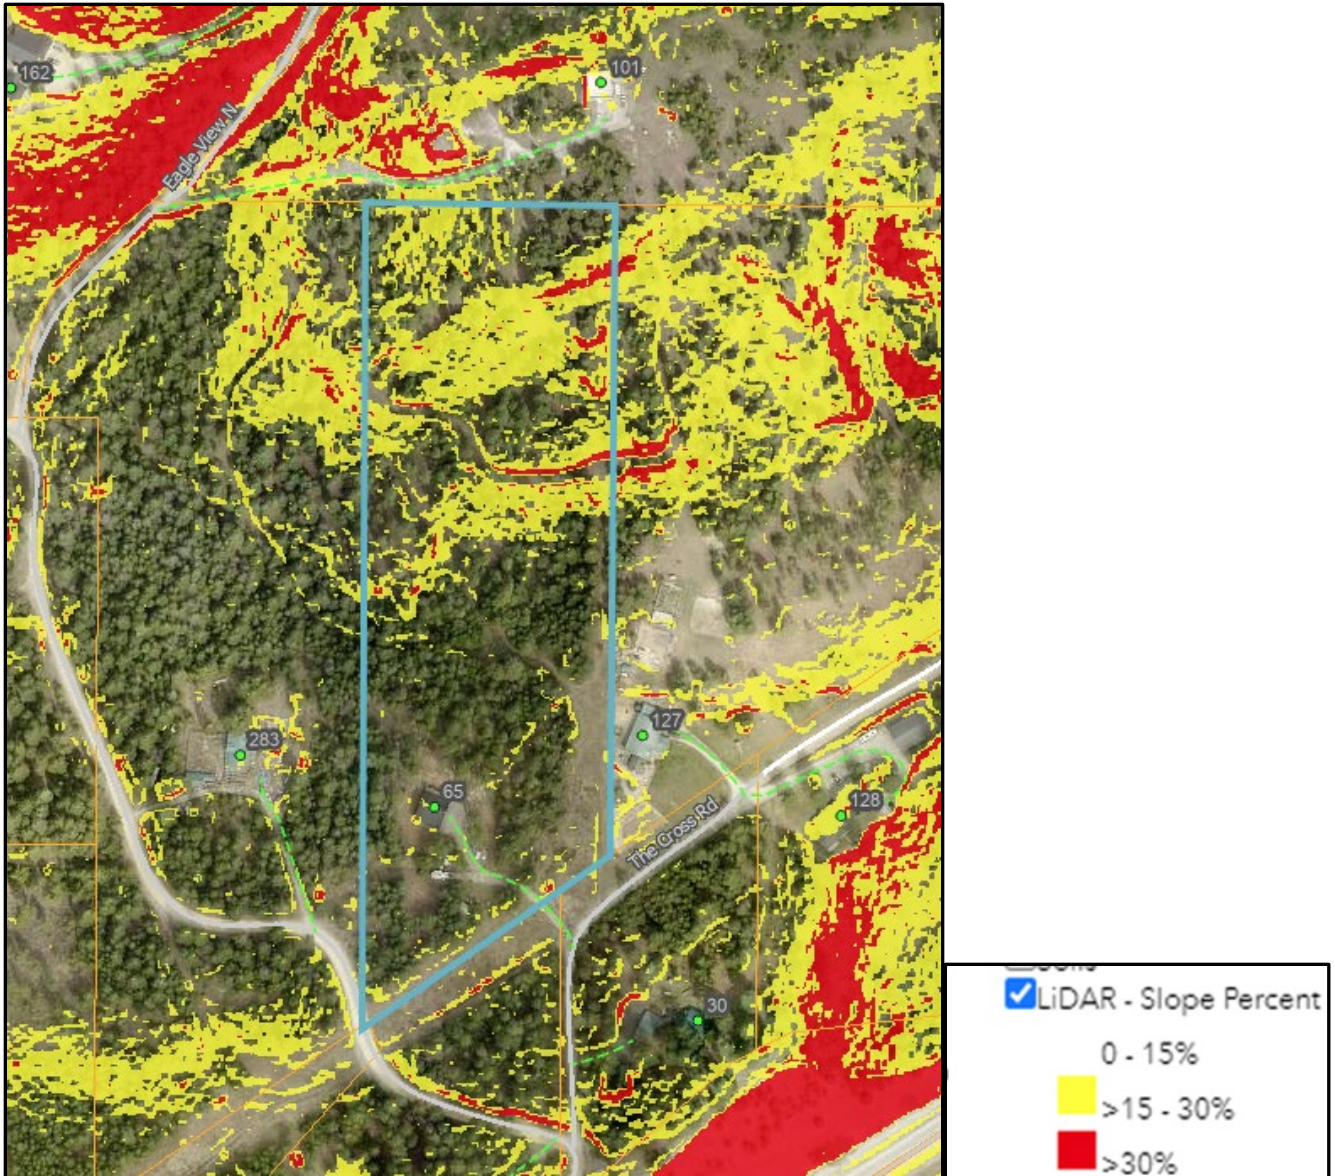 162
101
Eagle View N
283
65
127
128
The Cross Rd
30
LiDAR - Slope Percent
0 - 15%
>15 - 30%
>30%